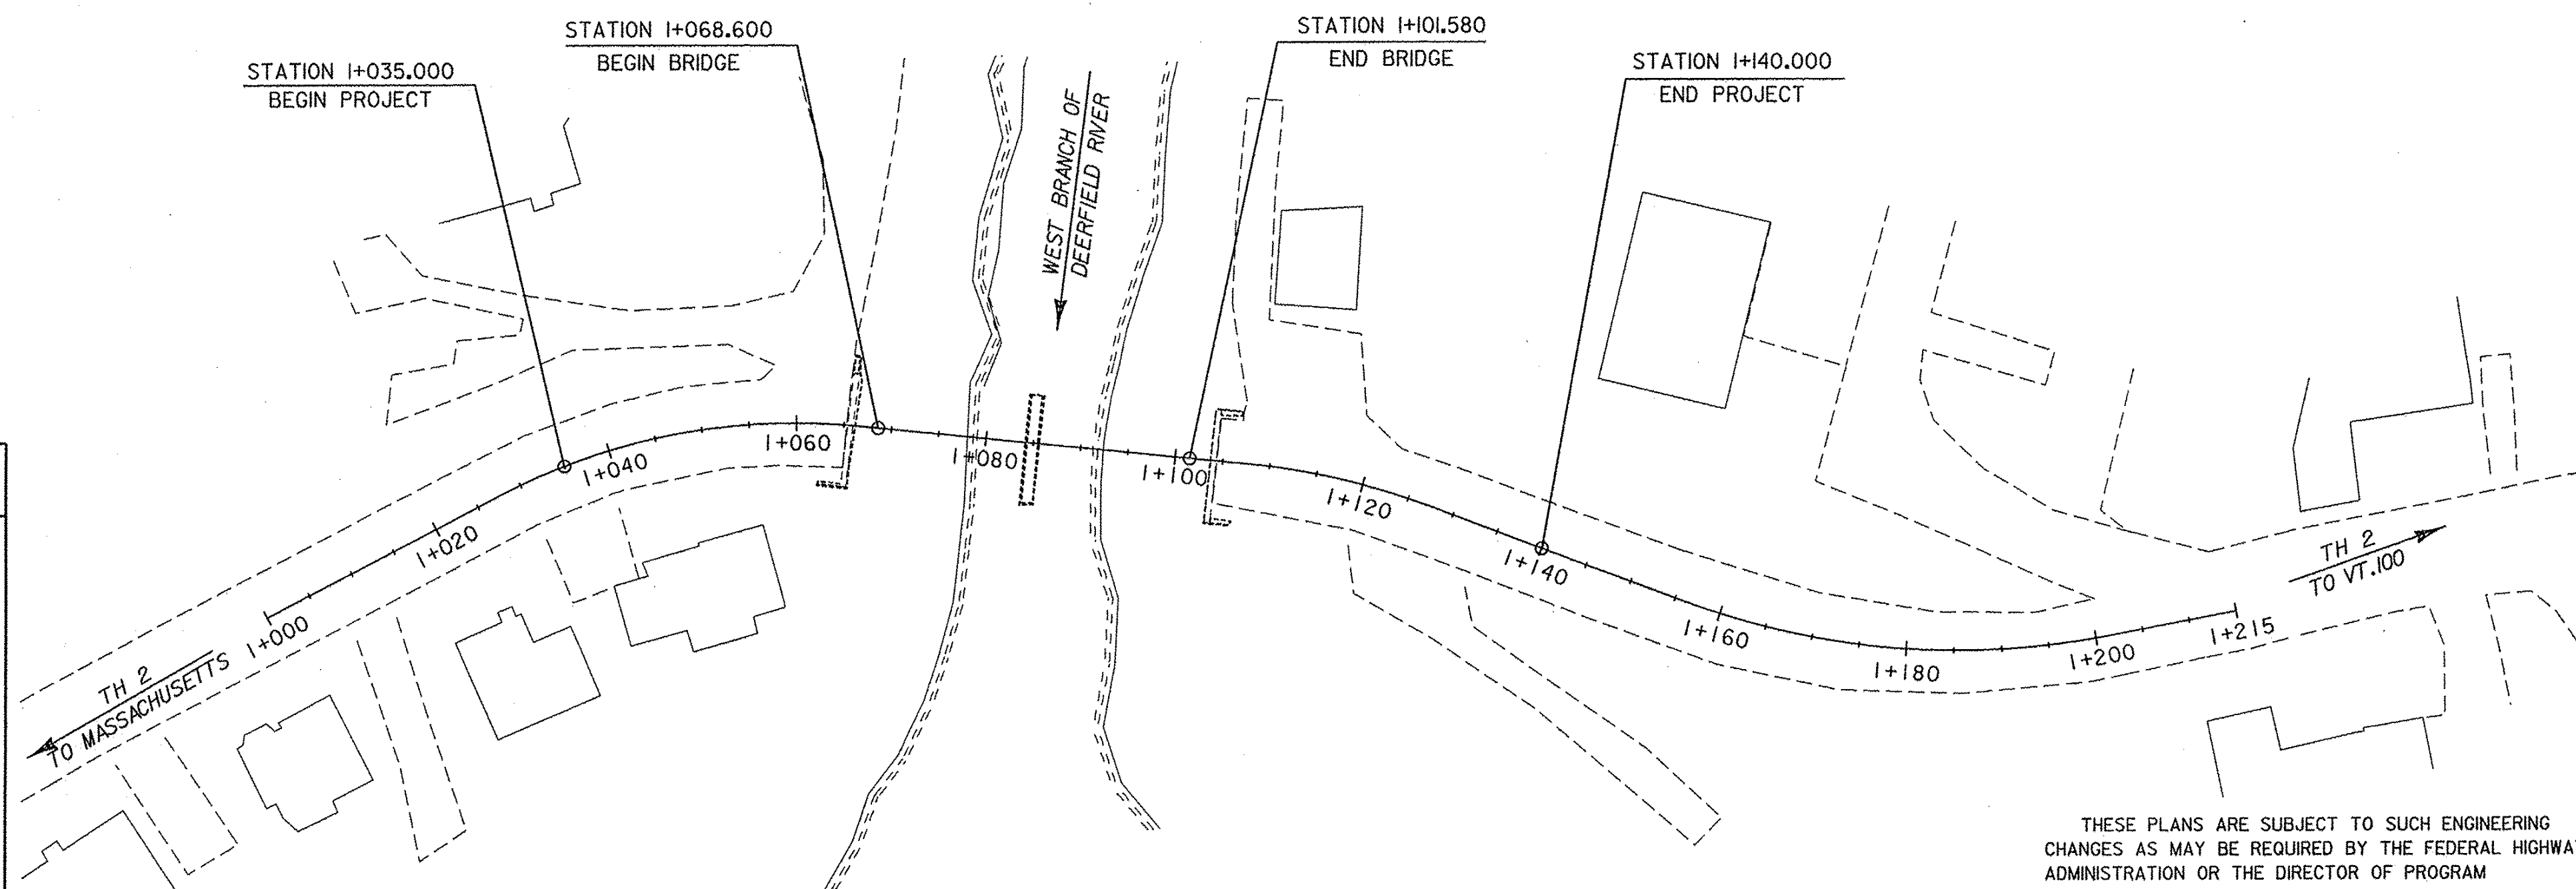 STATION 1+035.000
BEGIN PROJECT
STATION 1+068.600
BEGIN BRIDGE
STATION 1+101.580
END BRIDGE
STATION 1+140.000
END PROJECT
WEST BRANCH OF
DEERFIELD RIVER
1+000
1+020
1+040
1+060
1+080
1+100
1+120
1+140
1+160
1+180
1+200
1+215
TH 2
TO MASSACHUSETTS
TH 2
TO VT.100
THESE PLANS ARE SUBJECT TO SUCH ENGINEERING
CHANGES AS MAY BE REQUIRED BY THE FEDERAL HIGHWA
ADMINISTRATION OR THE DIRECTOR OF PROGRAM